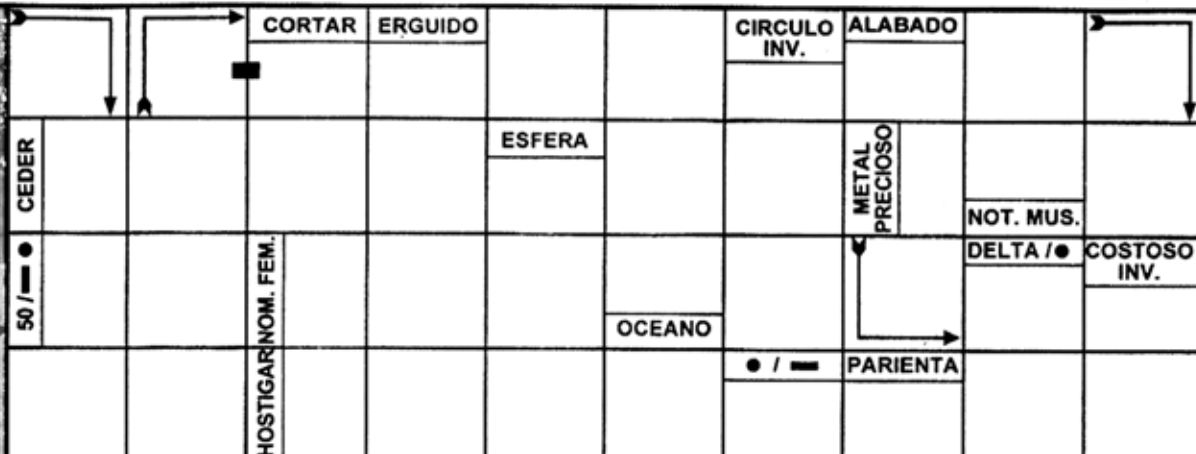 CORTAR
ERGUIDO
CIRCULO
INV.
ALABADO
CEDER
ESFERA
METAL
PRECIOSO
NOT. MUS.
50 /
NOM. FEM.
HOSTIGAR
OCEANO
DELTA / ●
COSTOSO
INV.
● / ▬
PARIENTA